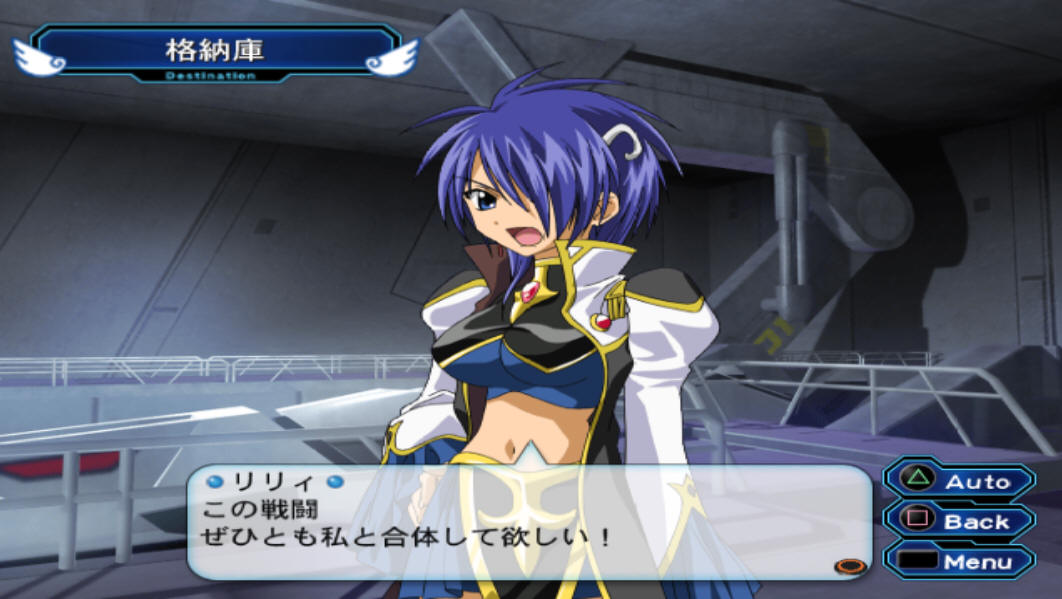 格納庫
Destination
リリィ
この戦闘
ぜひとも私と合体して欲しい！
Auto
Back
Menu